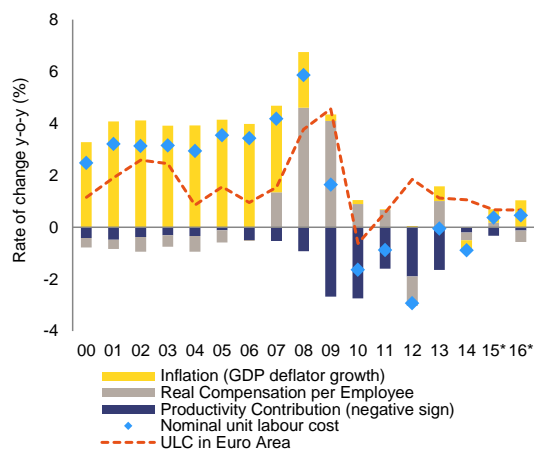 Rate of change y-o-y (%)
8
6
4
2
0
-2
-4
00 01 02 03 04 05 06 07 08 09 10 11 12 13 14 15* 16*
Inflation (GDP deflator growth)
Real Compensation per Employee
Productivity Contribution (negative sign)
Nominal unit labour cost
ULC in Euro Area